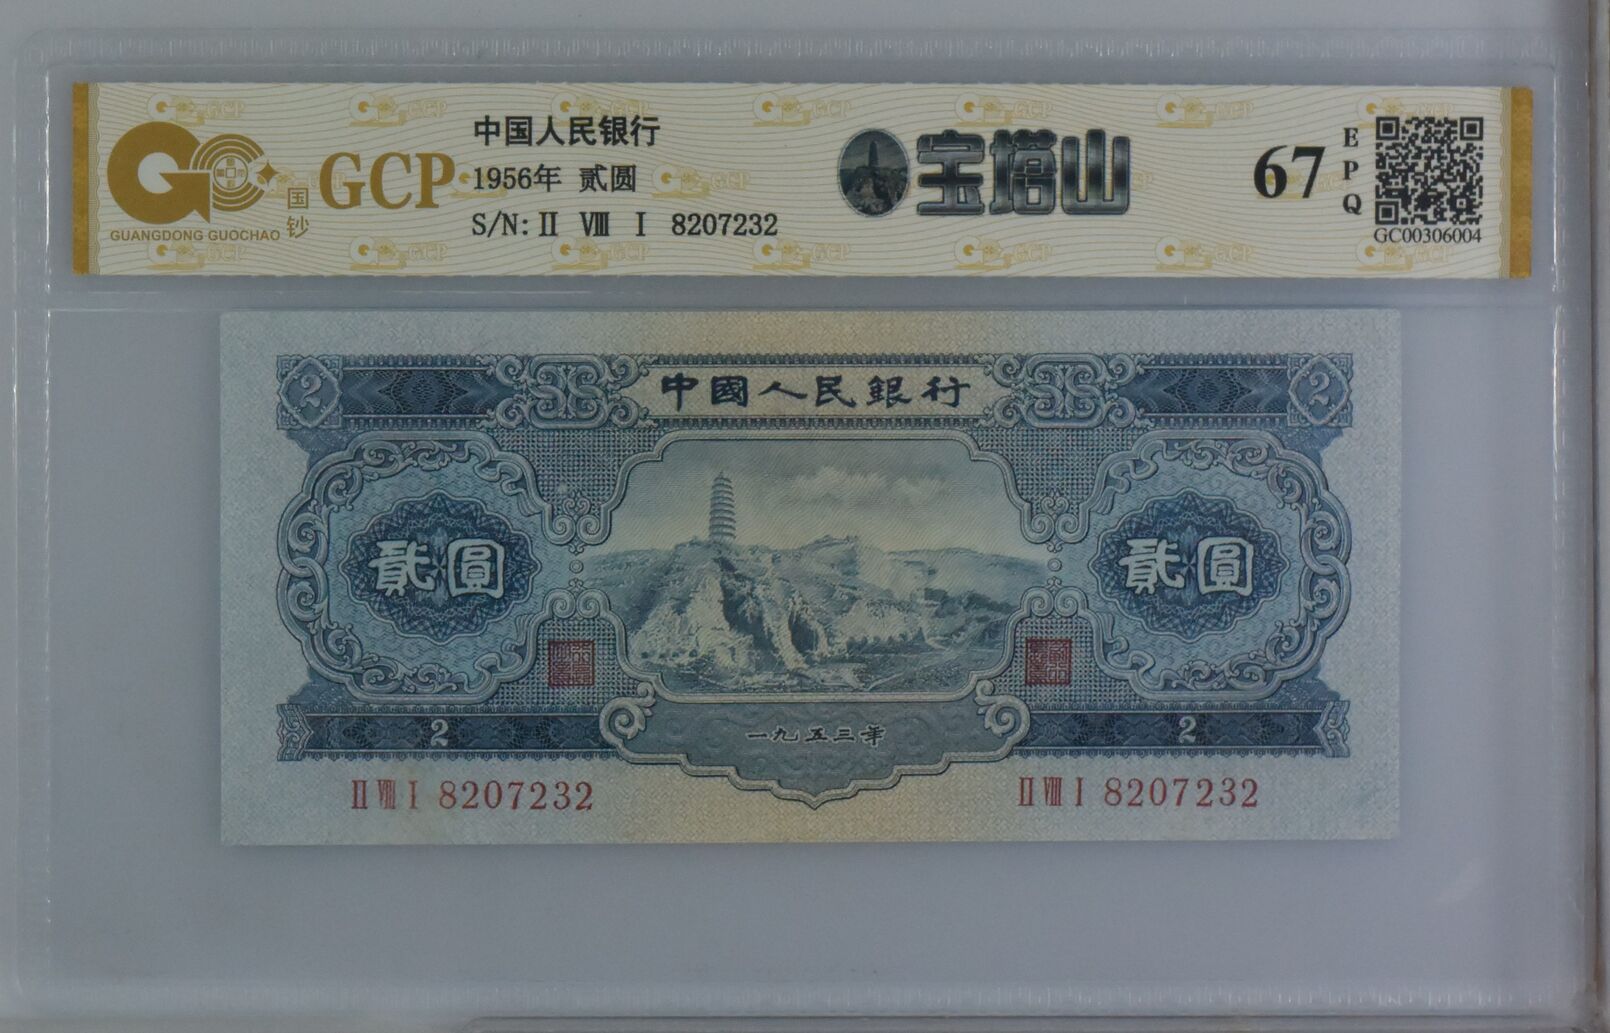 中国人民银行
1956年 贰圆
S/N: II VIII I 8207232
GCP
国钞
GUANGDONG GUOCHAO
宝塔山
67
EPQ
GC00306004
2 中國人民銀行 2
貳圓 貳圓
2 一九五三年 2
II VIII I 8207232 II VIII I 8207232